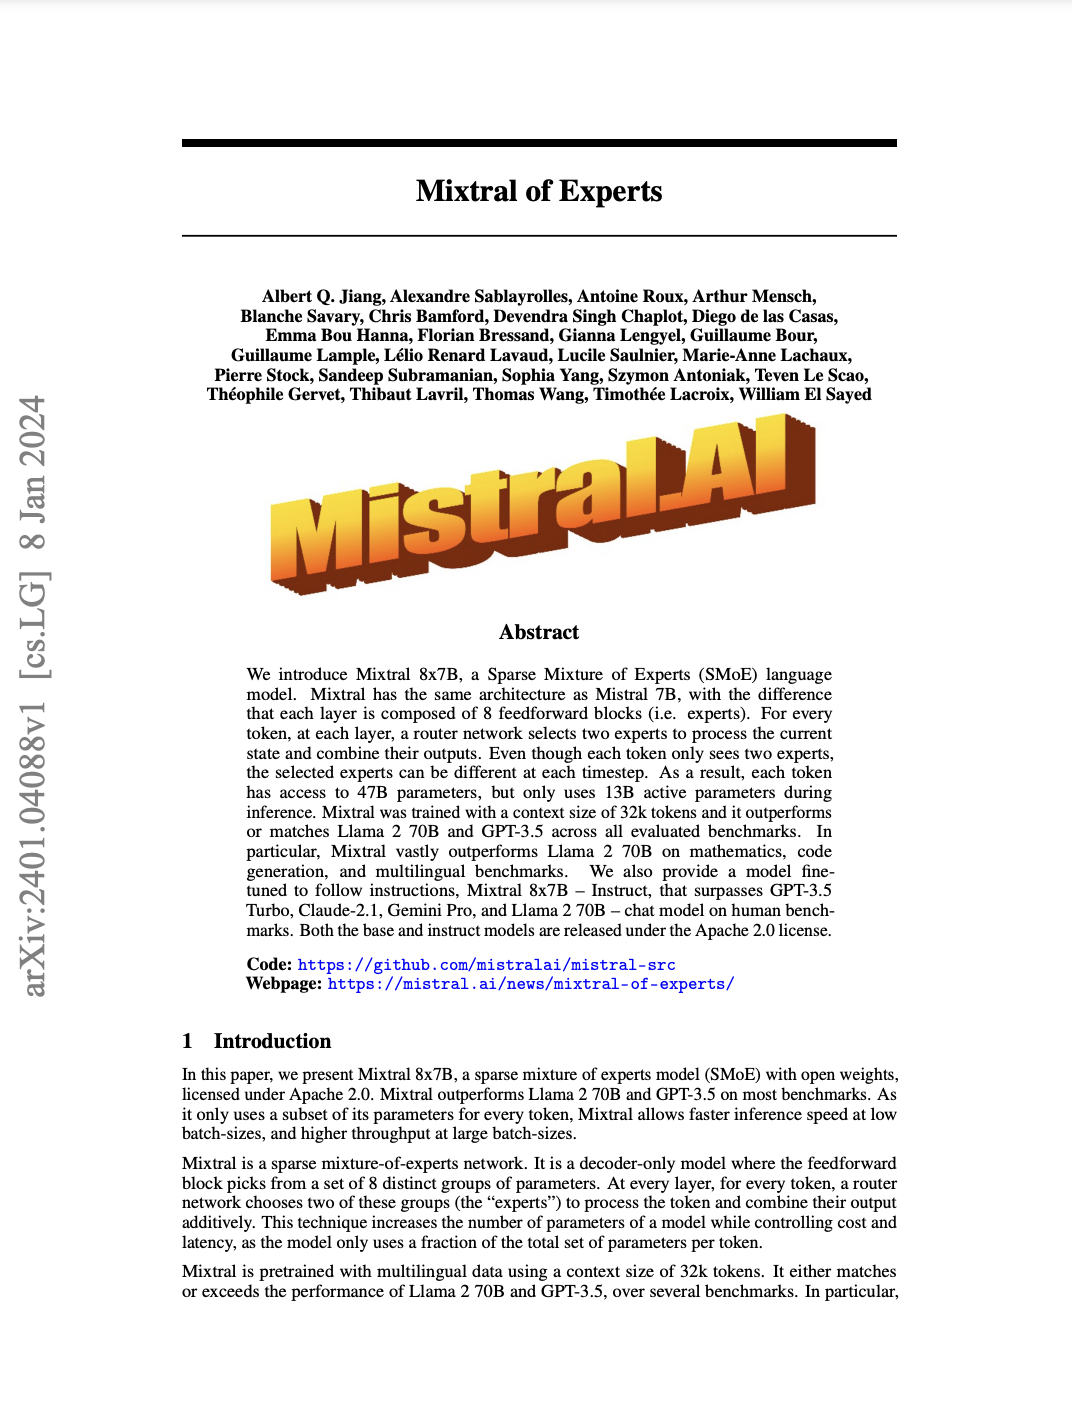 Mixtral of Experts
Albert Q. Jiang, Alexandre Sablayrolles, Antoine Roux, Arthur Mensch,
Blanche Savary, Chris Bamford, Devendra Singh Chaplot, Diego de las Casas,
Emma Bou Hanna, Florian Bressand, Gianna Lengyel, Guillaume Bour,
Guillaume Lample, Lélio Renard Lavaud, Lucile Saulnier, Marie-Anne Lachaux,
Pierre Stock, Sandeep Subramanian, Sophia Yang, Szymon Antoniak, Teven Le Scao,
Théophile Gervet, Thibaut Lavril, Thomas Wang, Timothée Lacroix, William El Sayed
Mistral.AI
Abstract
We introduce Mixtral 8x7B, a Sparse Mixture of Experts (SMoE) language
model. Mixtral has the same architecture as Mistral 7B, with the difference
that each layer is composed of 8 feedforward blocks (i.e. experts). For every
token, at each layer, a router network selects two experts to process the current
state and combine their outputs. Even though each token only sees two experts,
the selected experts can be different at each timestep. As a result, each token
has access to 47B parameters, but only uses 13B active parameters during
inference. Mixtral was trained with a context size of 32k tokens and it outperforms
or matches Llama 2 70B and GPT-3.5 across all evaluated benchmarks. In
particular, Mixtral vastly outperforms Llama 2 70B on mathematics, code
generation, and multilingual benchmarks. We also provide a model fine-
tuned to follow instructions, Mixtral 8x7B – Instruct, that surpasses GPT-3.5
Turbo, Claude-2.1, Gemini Pro, and Llama 2 70B – chat model on human bench-
marks. Both the base and instruct models are released under the Apache 2.0 license.
Code: https://github.com/mistralai/mistral-src
Webpage: https://mistral.ai/news/mixtral-of-experts/
1 Introduction
In this paper, we present Mixtral 8x7B, a sparse mixture of experts model (SMoE) with open weights,
licensed under Apache 2.0. Mixtral outperforms Llama 2 70B and GPT-3.5 on most benchmarks. As
it only uses a subset of its parameters for every token, Mixtral allows faster inference speed at low
batch-sizes, and higher throughput at large batch-sizes.
Mixtral is a sparse mixture-of-experts network. It is a decoder-only model where the feedforward
block picks from a set of 8 distinct groups of parameters. At every layer, for every token, a router
network chooses two of these groups (the “experts”) to process the token and combine their output
additively. This technique increases the number of parameters of a model while controlling cost and
latency, as the model only uses a fraction of the total set of parameters per token.
Mixtral is pretrained with multilingual data using a context size of 32k tokens. It either matches
or exceeds the performance of Llama 2 70B and GPT-3.5, over several benchmarks. In particular,
arXiv:2401.04088v1 [cs.LG] 8 Jan 2024